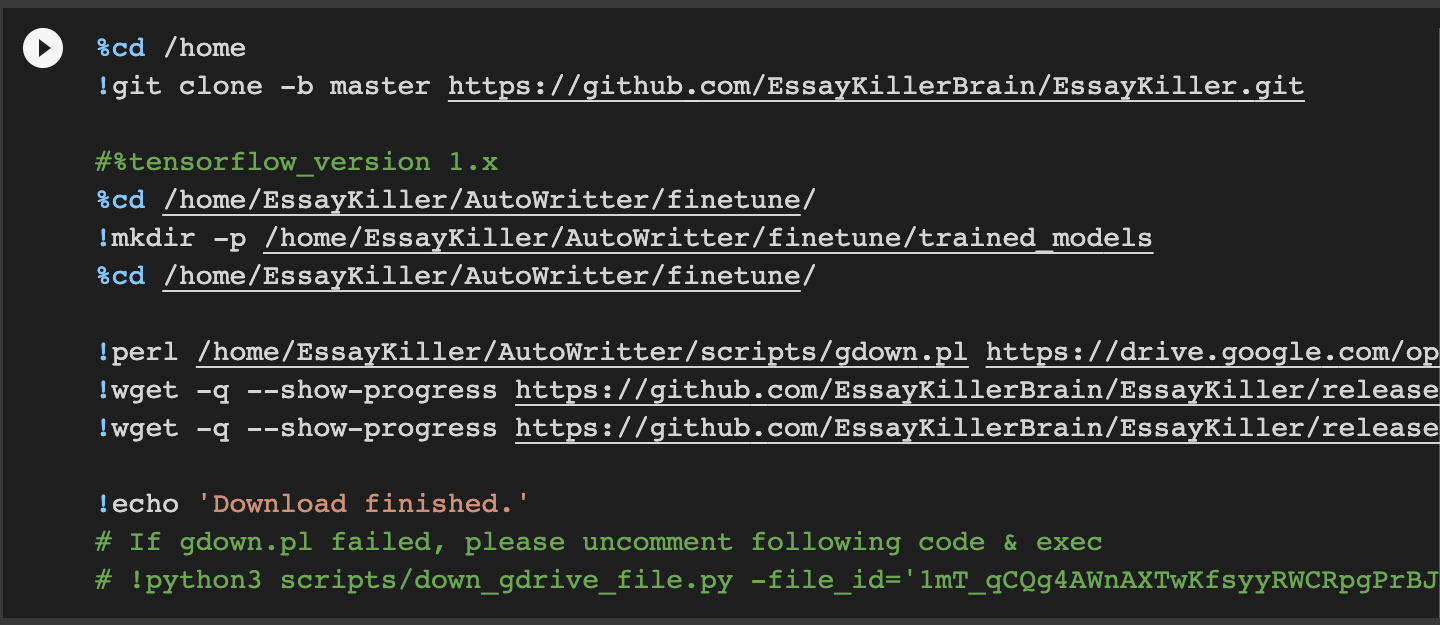 %cd /home
!git clone -b master https://github.com/EssayKillerBrain/EssayKiller.git
#%tensorflow_version 1.x
%cd /home/EssayKiller/AutoWritter/finetune/
!mkdir -p /home/EssayKiller/AutoWritter/finetune/trained_models
%cd /home/EssayKiller/AutoWritter/finetune/
!perl /home/EssayKiller/AutoWritter/scripts/gdown.pl https://drive.google.com/op
!wget -q --show-progress https://github.com/EssayKillerBrain/EssayKiller/release
!wget -q --show-progress https://github.com/EssayKillerBrain/EssayKiller/release
!echo 'Download finished.'
# If gdown.pl failed, please uncomment following code & exec
# !python3 scripts/down_gdrive_file.py -file_id='1mT_qCQg4AWnAXTwKfsyyRWCRpgPrBJ